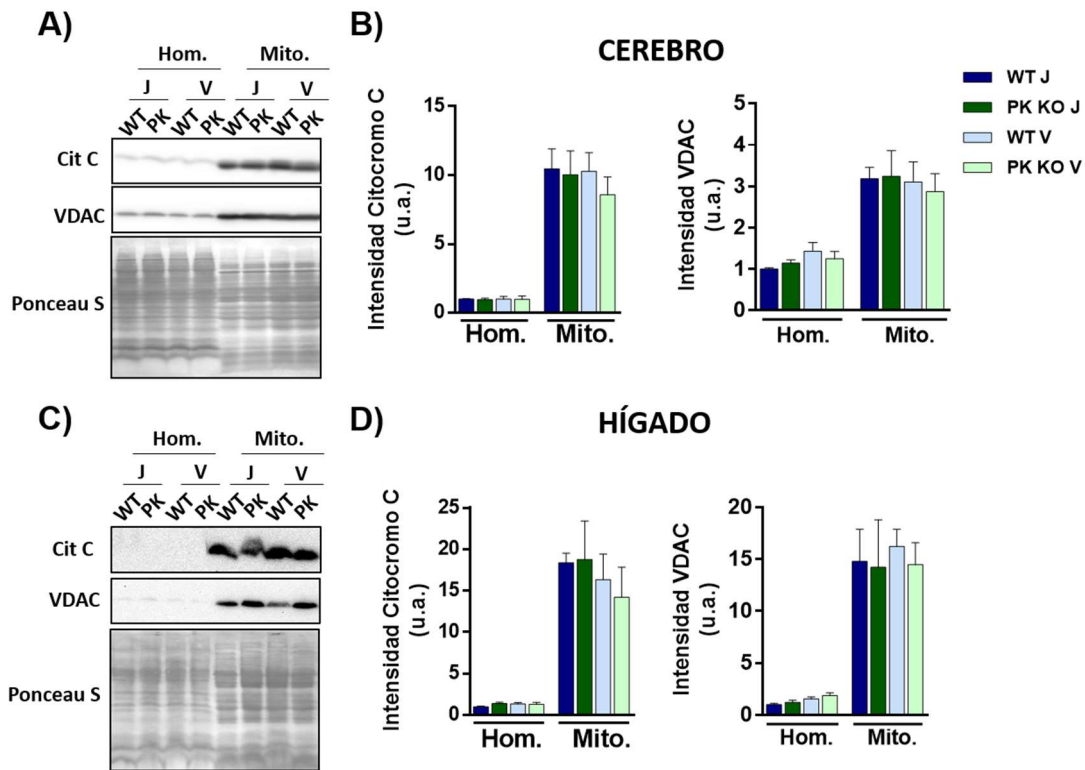 A)
Hom. Mito.
J V J V
WT PK WT PK WT PK WT PK
Cit C
VDAC
Ponceau S
B)
CEREBRO
Intensidad Citocromo C
(u.a.)
15
10
5
0
Hom. Mito.
Intensidad VDAC
(u.a.)
5
4
3
2
1
0
Hom. Mito.
WT J
PK KO J
WT V
PK KO V
C)
Hom. Mito.
J V J V
WT PK WT PK WT PK WT PK
Cit C
VDAC
Ponceau S
D)
HÍGADO
Intensidad Citocromo C
(u.a.)
25
20
15
10
5
0
Hom. Mito.
Intensidad VDAC
(u.a.)
20
15
10
5
0
Hom. Mito.